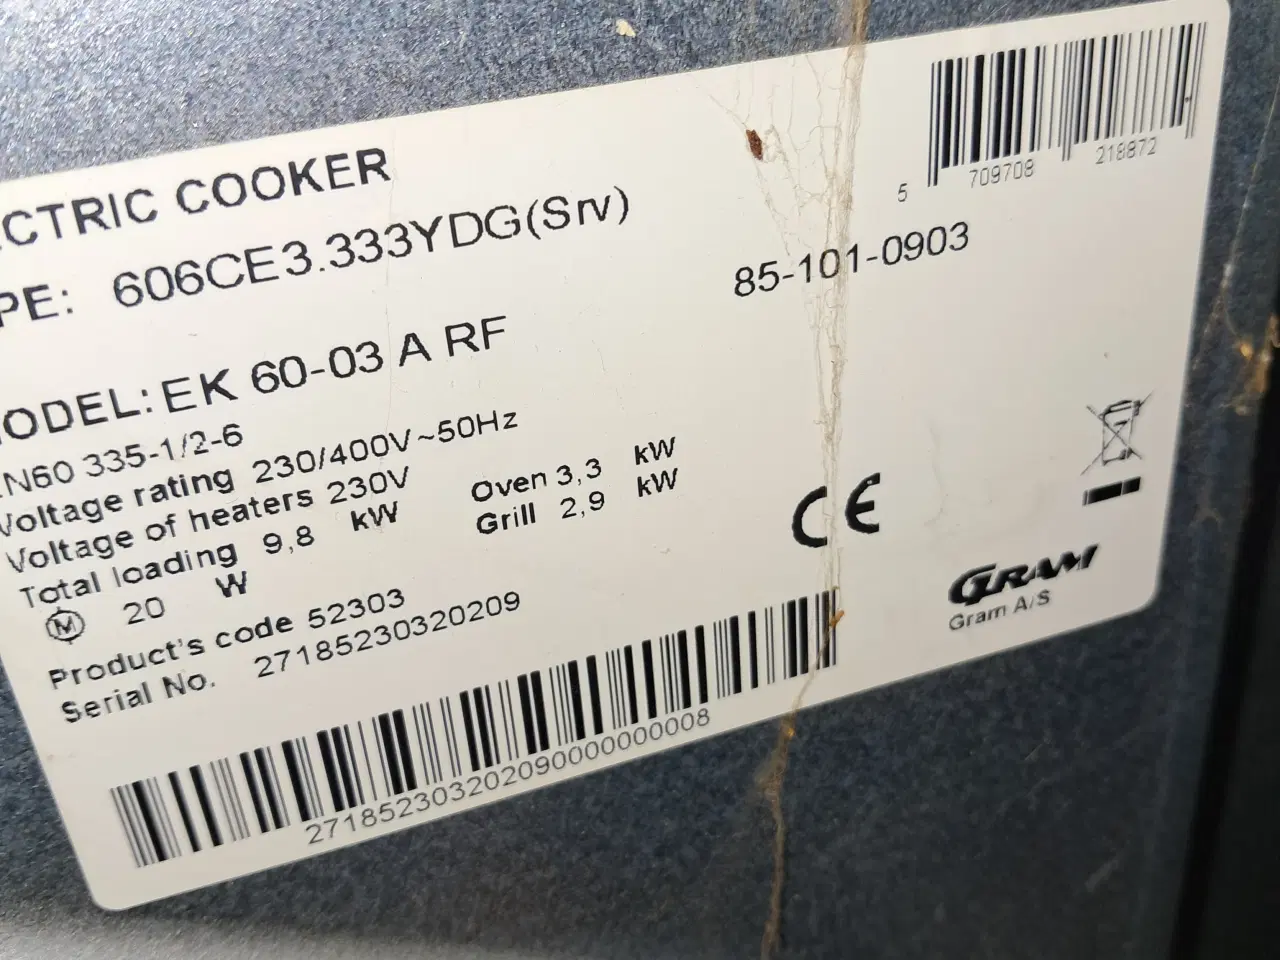 CTRIC COOKER
PE: 606CE3.333YDG(Srv)
85-101-0903
5 709708 218872
ODEL: EK 60-03 A RF
N60 335-1/2-6
Voltage rating 230/400V~50Hz
Voltage of heaters 230V
Total loading 9,8 kW
Oven 3,3 kW
Grill 2,9 kW
M 20 W
Product's code 52303
Serial No. 27185230320209
271852303202090000000008
CE
GRAM
Gram A/S